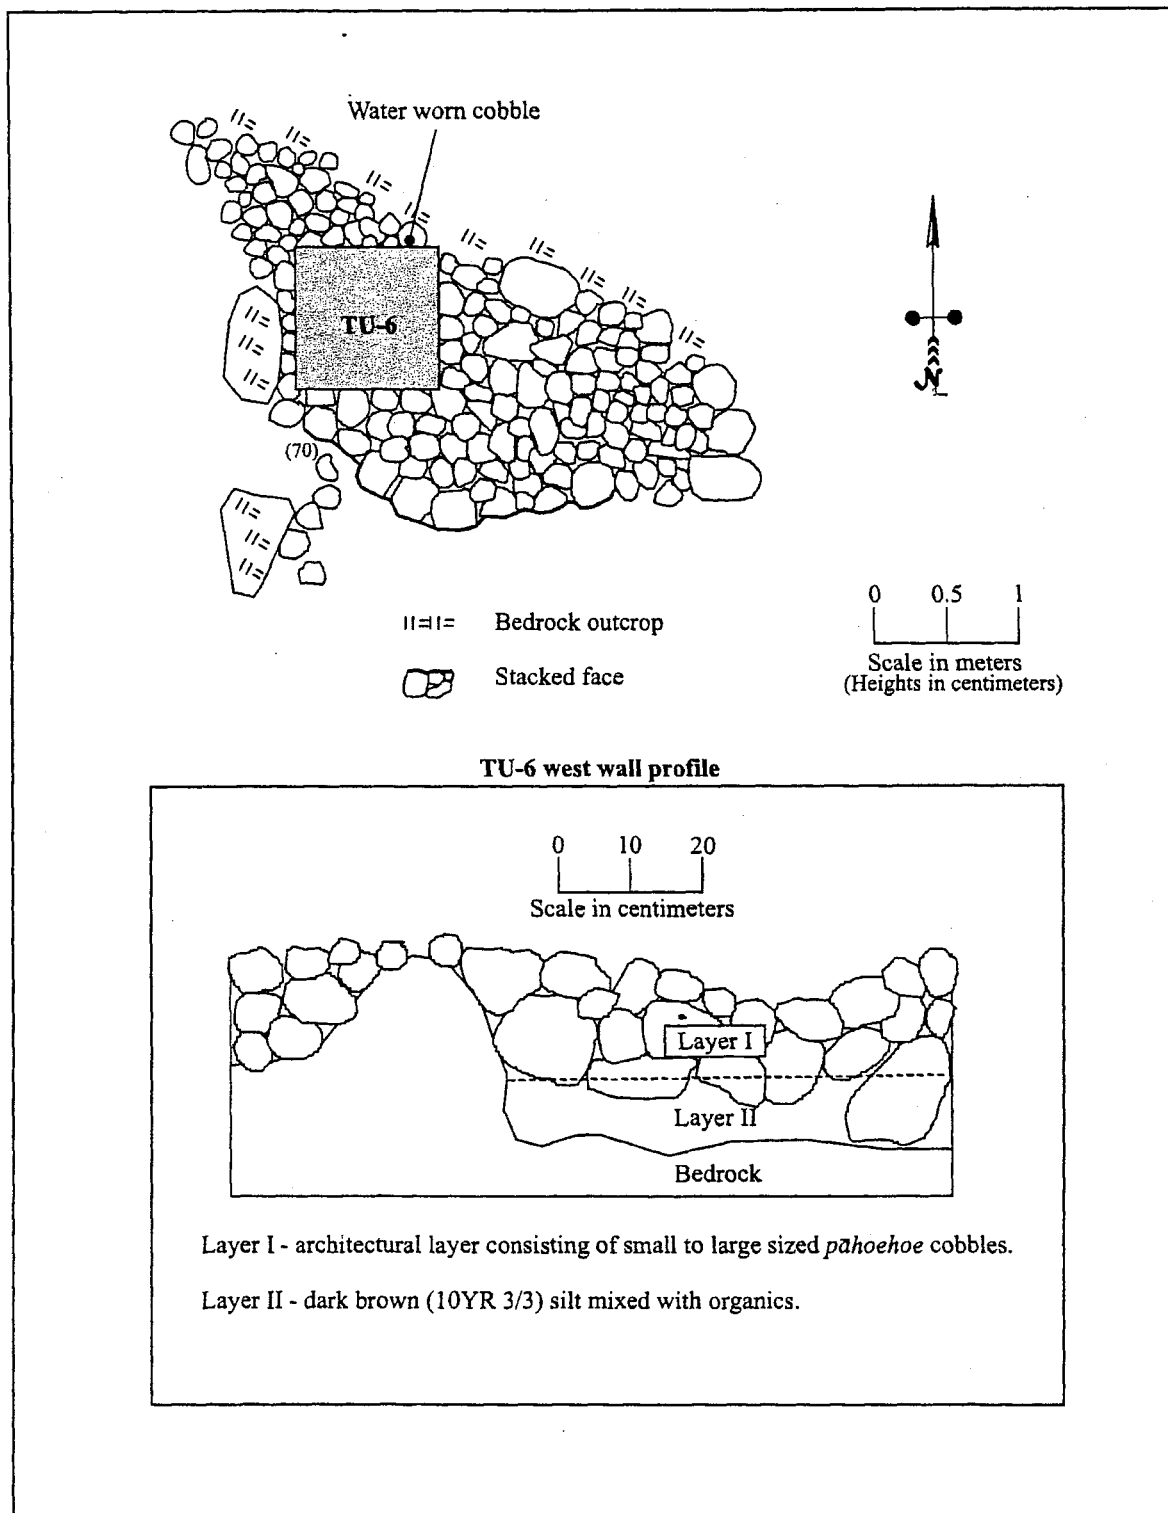 Water worn cobble
TU-6
N
(70)
0 0.5 1
Scale in meters
(Heights in centimeters)
Bedrock outcrop
Stacked face
TU-6 west wall profile
0 10 20
Scale in centimeters
Layer I
Layer II
Bedrock
Layer I - architectural layer consisting of small to large sized pāhoehoe cobbles.
Layer II - dark brown (10YR 3/3) silt mixed with organics.